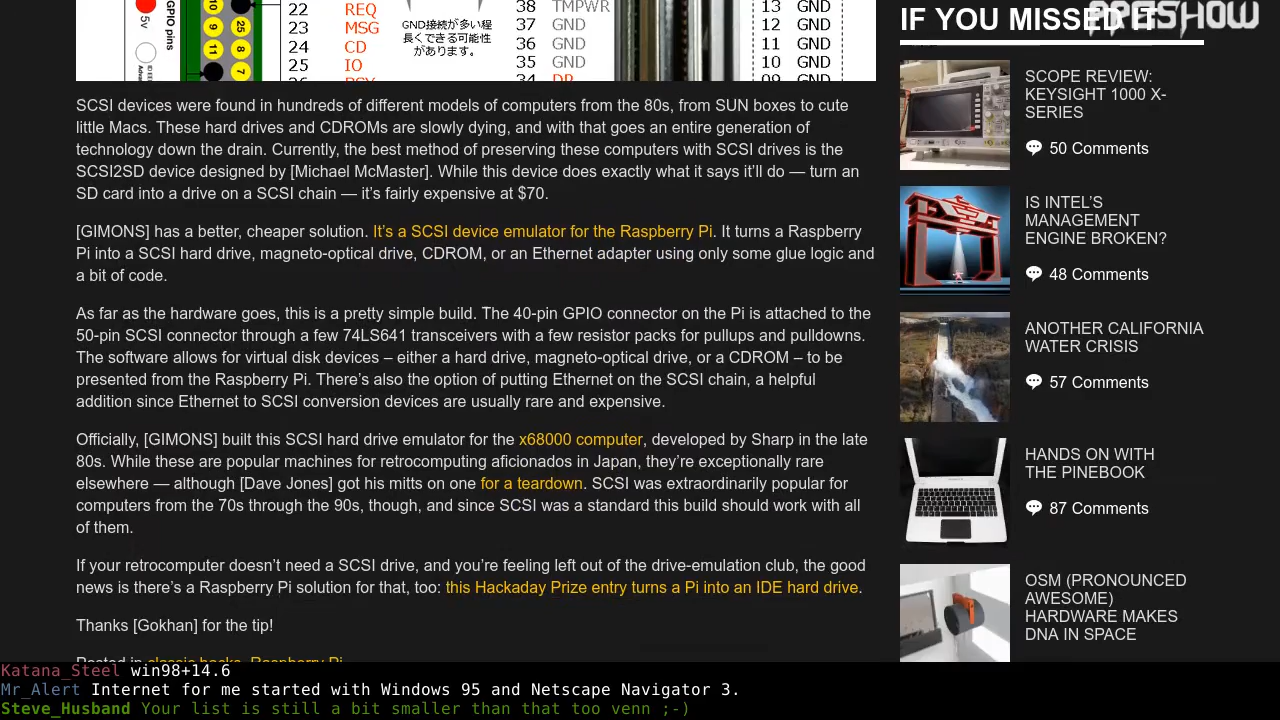 22 REQ
23 MSG
24 CD
25 IO
GPIO pins
5v
10
9
11
25
8
7
GND接続が多い程
長くできる可能性
があります。
38 TMPWR
37 GND
36 GND
35 GND
34 DP
13 GND
12 GND
11 GND
10 GND
09 GND
SCSI devices were found in hundreds of different models of computers from the 80s, from SUN boxes to cute
little Macs. These hard drives and CDROMs are slowly dying, and with that goes an entire generation of
technology down the drain. Currently, the best method of preserving these computers with SCSI drives is the
SCSI2SD device designed by [Michael McMaster]. While this device does exactly what it says it’ll do — turn an
SD card into a drive on a SCSI chain — it’s fairly expensive at $70.
[GIMONS] has a better, cheaper solution. It’s a SCSI device emulator for the Raspberry Pi. It turns a Raspberry
Pi into a SCSI hard drive, magneto-optical drive, CDROM, or an Ethernet adapter using only some glue logic and
a bit of code.
As far as the hardware goes, this is a pretty simple build. The 40-pin GPIO connector on the Pi is attached to the
50-pin SCSI connector through a few 74LS641 transceivers with a few resistor packs for pullups and pulldowns.
The software allows for virtual disk devices – either a hard drive, magneto-optical drive, or a CDROM – to be
presented from the Raspberry Pi. There’s also the option of putting Ethernet on the SCSI chain, a helpful
addition since Ethernet to SCSI conversion devices are usually rare and expensive.
Officially, [GIMONS] built this SCSI hard drive emulator for the x68000 computer, developed by Sharp in the late
80s. While these are popular machines for retrocomputing aficionados in Japan, they’re exceptionally rare
elsewhere — although [Dave Jones] got his mitts on one for a teardown. SCSI was extraordinarily popular for
computers from the 70s through the 90s, though, and since SCSI was a standard this build should work with all
of them.
If your retrocomputer doesn’t need a SCSI drive, and you’re feeling left out of the drive-emulation club, the good
news is there’s a Raspberry Pi solution for that, too: this Hackaday Prize entry turns a Pi into an IDE hard drive.
Thanks [Gokhan] for the tip!
Posted in classic hacks, Raspberry Pi
IF YOU MISSED IT
SCOPE REVIEW:
KEYSIGHT 1000 X-
SERIES
50 Comments
IS INTEL’S
MANAGEMENT
ENGINE BROKEN?
48 Comments
ANOTHER CALIFORNIA
WATER CRISIS
57 Comments
HANDS ON WITH
THE PINEBOOK
87 Comments
OSM (PRONOUNCED
AWESOME)
HARDWARE MAKES
DNA IN SPACE
Katana_Steel win98+14.6
Mr_Alert Internet for me started with Windows 95 and Netscape Navigator 3.
Steve_Husband Your list is still a bit smaller than that too venn ;-)